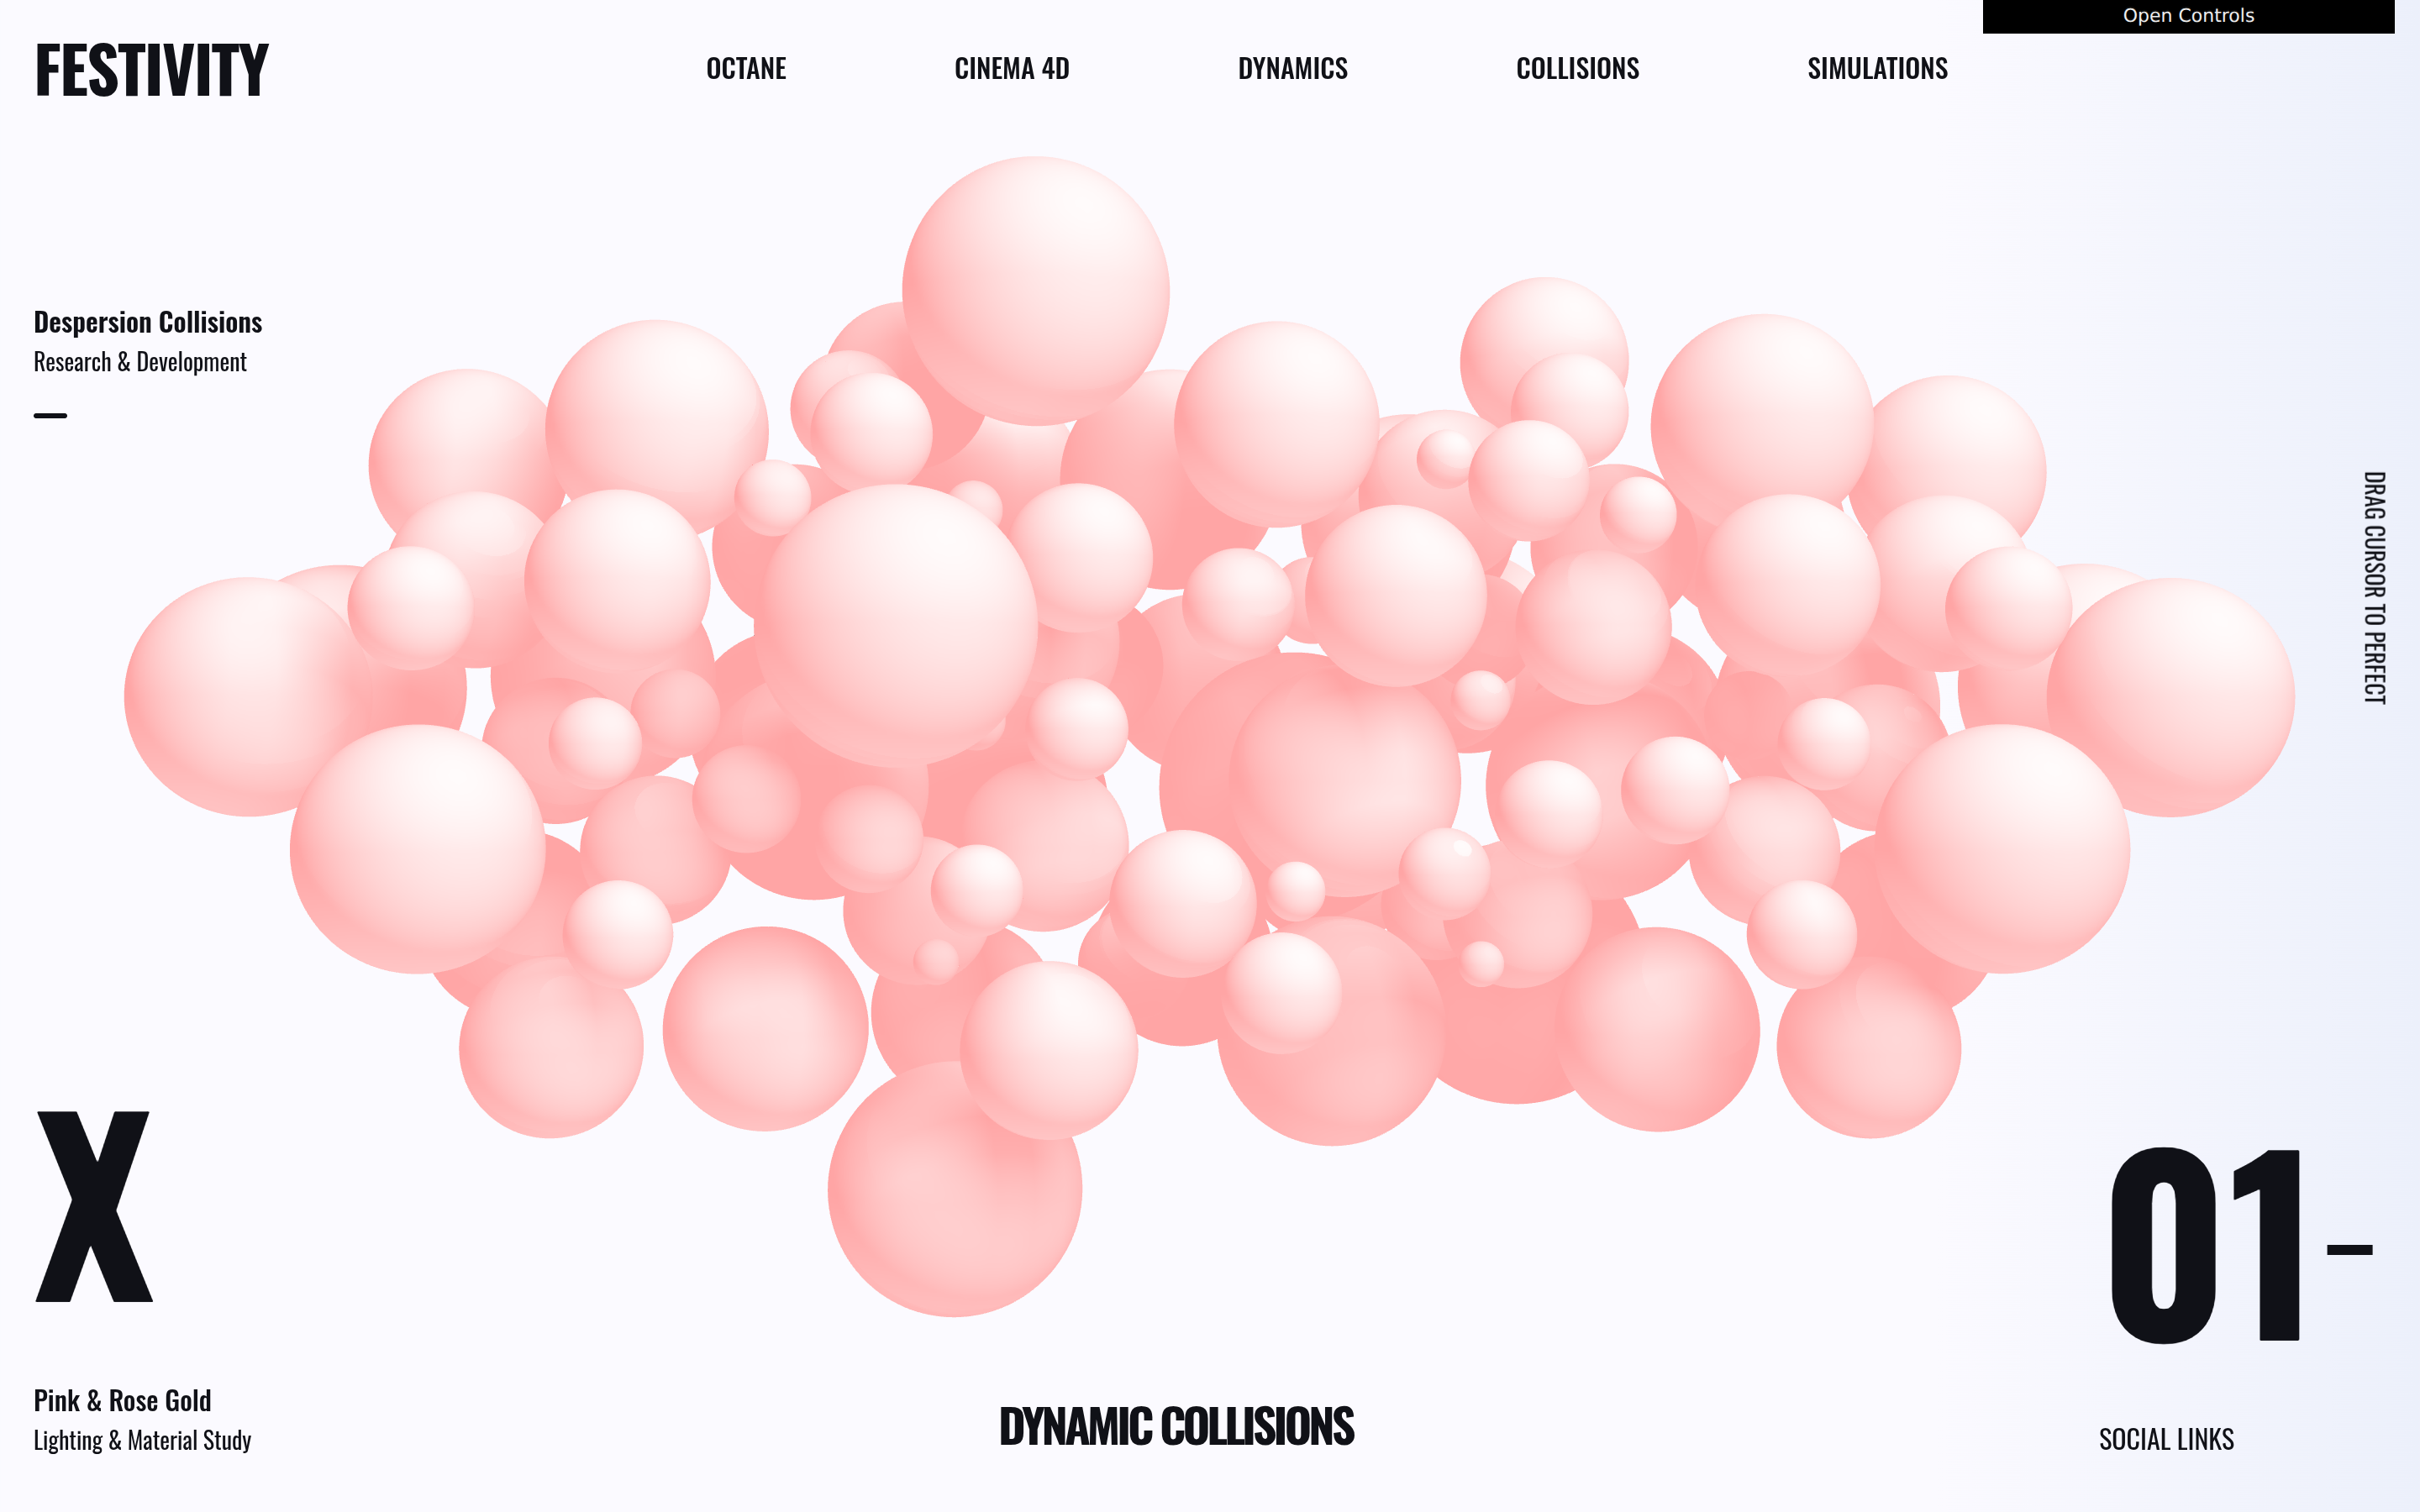 Open Controls
FESTIVITY
OCTANE
CINEMA 4D
DYNAMICS
COLLISIONS
SIMULATIONS
Despersion Collisions
Research & Development
DRAG CURSOR TO PERFECT
X
01-
Pink & Rose Gold
Lighting & Material Study
DYNAMIC COLLISIONS
SOCIAL LINKS